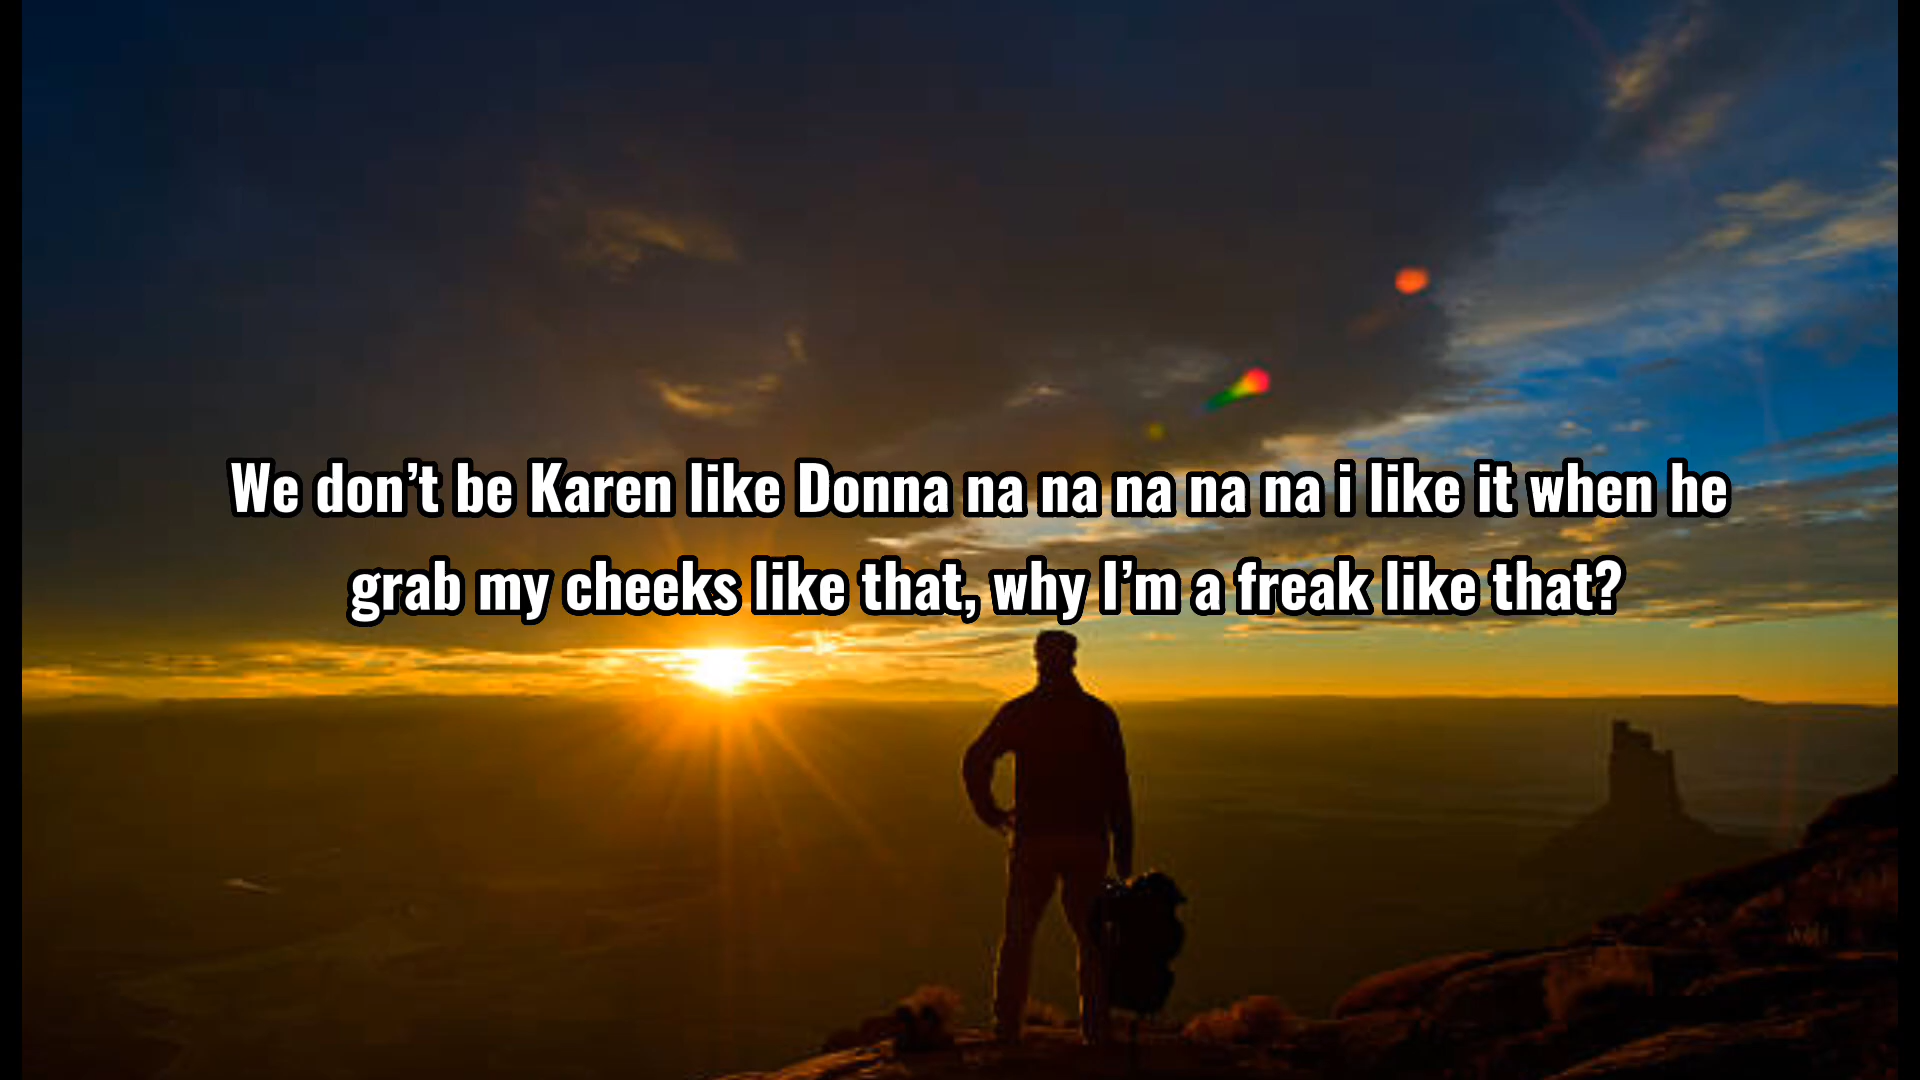 We don’t be Karen like Donna na na na na na i like it when he
grab my cheeks like that, why I’m a freak like that?